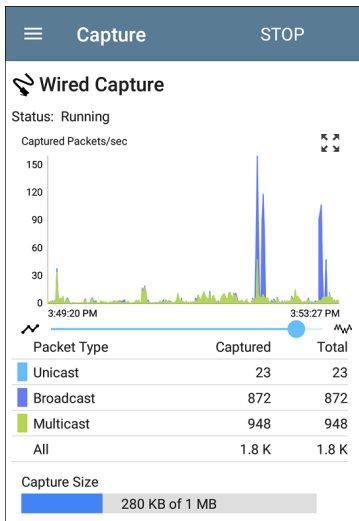 Capture STOP
Wired Capture
Status: Running
Captured Packets/sec
150
120
90
60
30
0
3:49:20 PM 3:53:27 PM
Packet Type Captured Total
Unicast 23 23
Broadcast 872 872
Multicast 948 948
All 1.8 K 1.8 K
Capture Size
280 KB of 1 MB